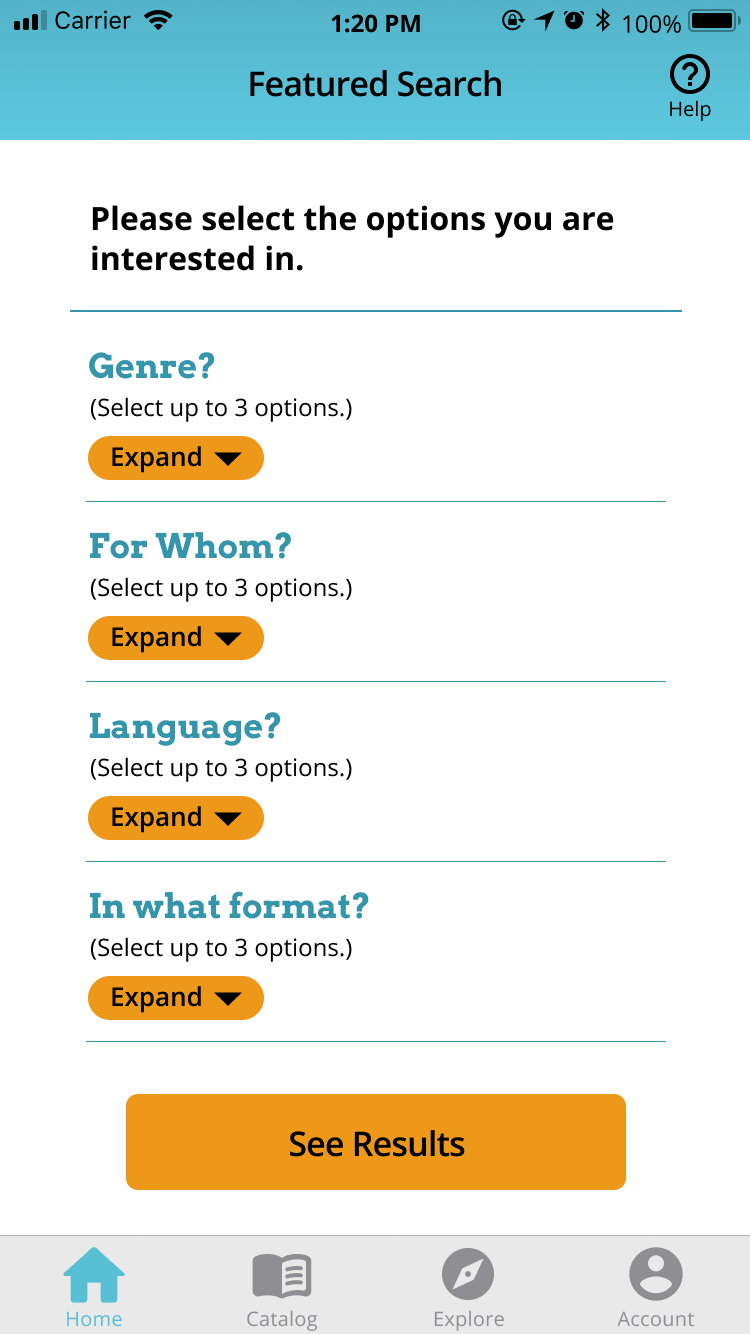 Carrier 1:20 PM 100%
Featured Search
Help
Please select the options you are
interested in.
Genre?
(Select up to 3 options.)
Expand
For Whom?
(Select up to 3 options.)
Expand
Language?
(Select up to 3 options.)
Expand
In what format?
(Select up to 3 options.)
Expand
See Results
Home Catalog Explore Account